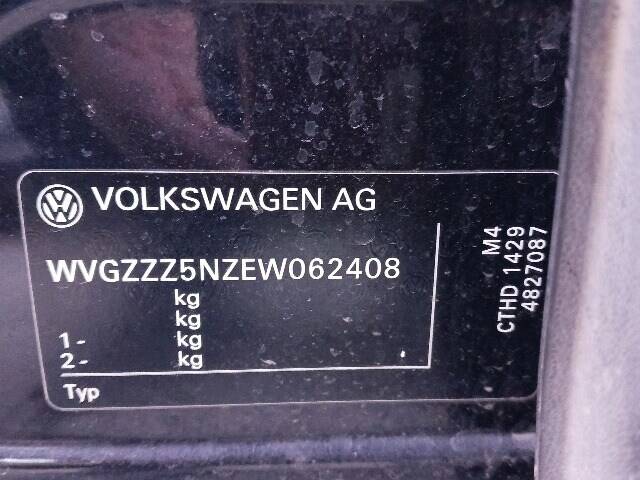 VOLKSWAGEN AG
WVGZZZ5NZEW062408
kg
kg
1- kg
2- kg
Typ
M4
CTHD 1429
4827087